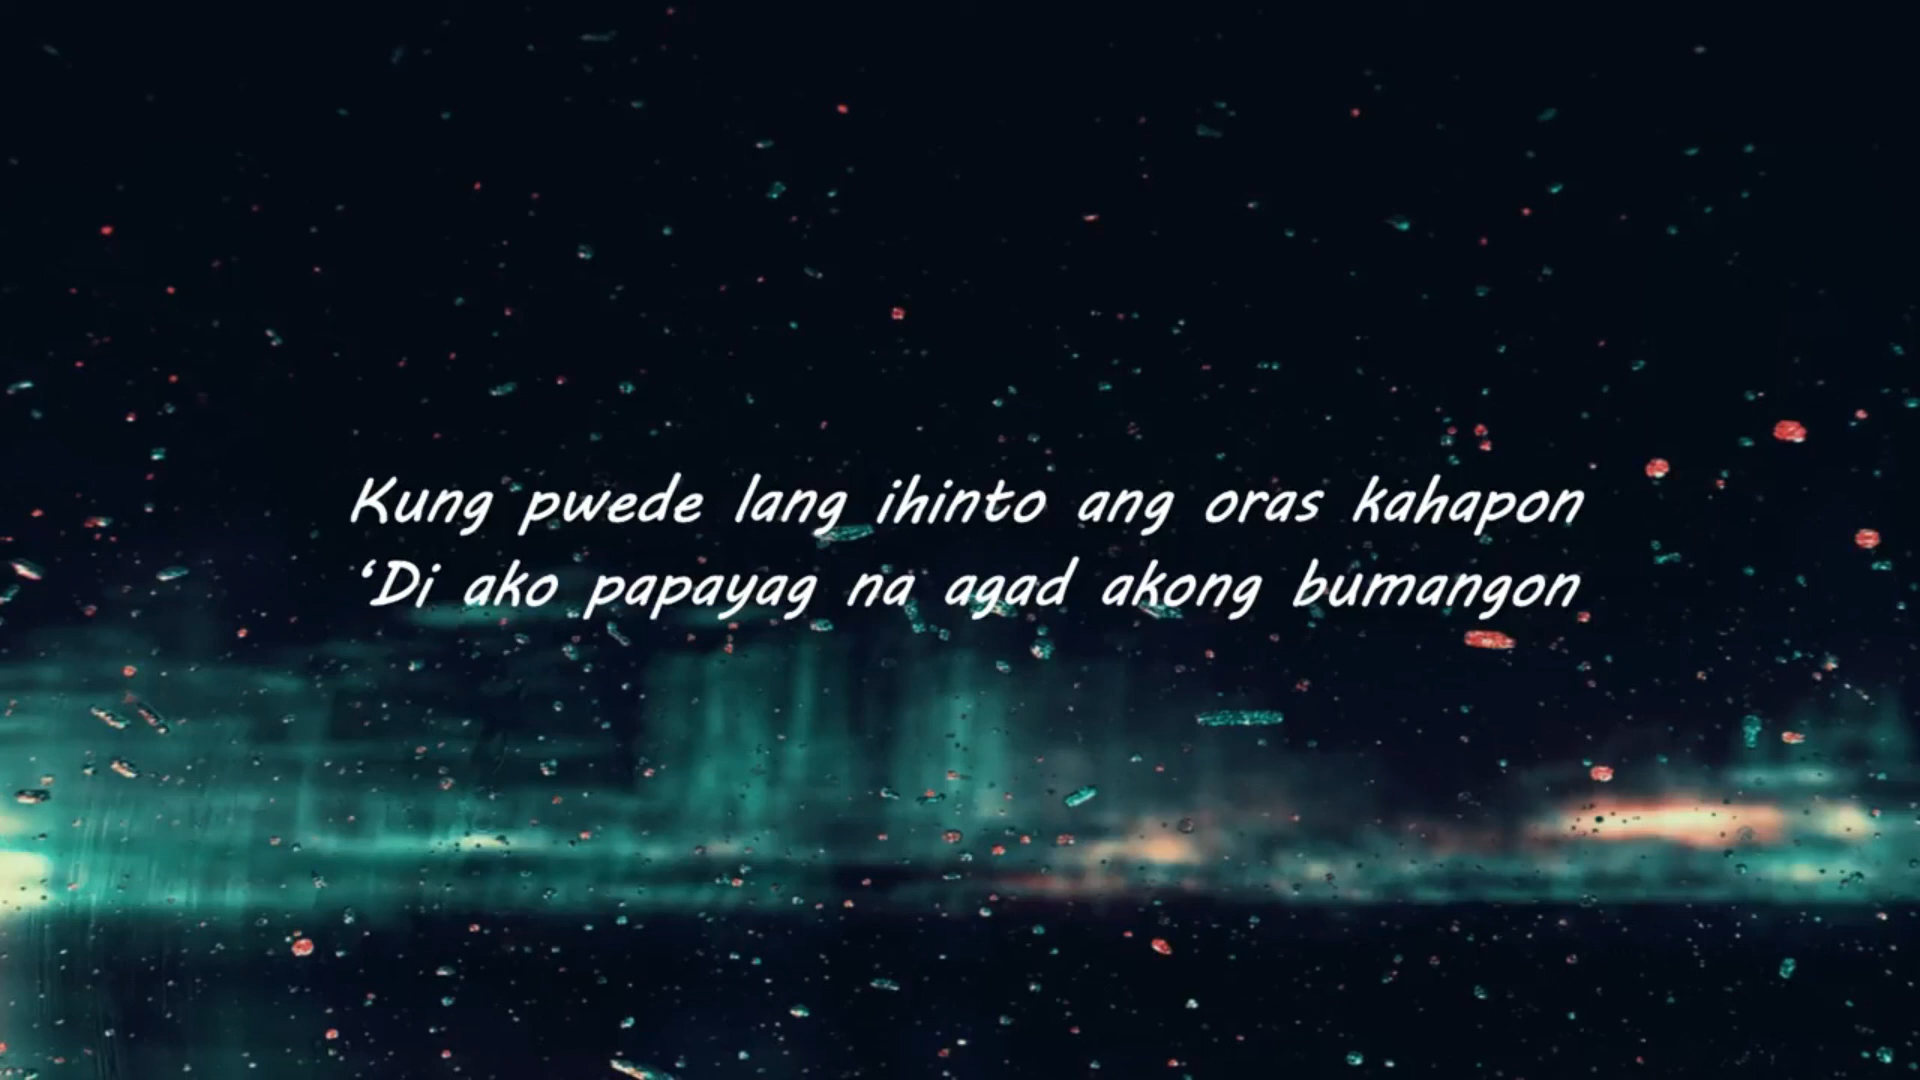 Kung pwede lang ihinto ang oras kahapon
‘Di ako papayag na agad akong bumangon